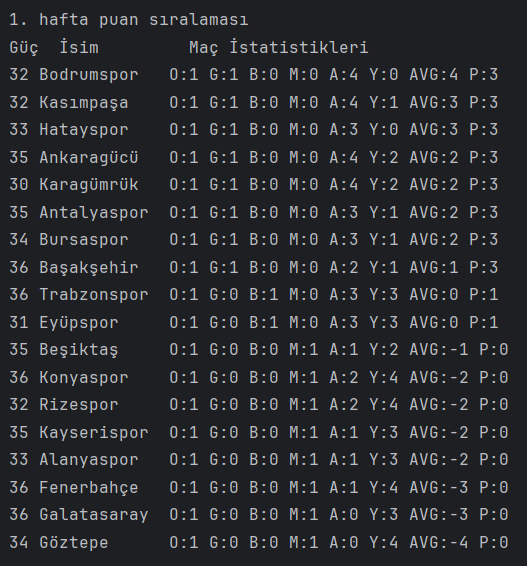 1. hafta puan sıralaması
Güç  İsim         Maç İstatistikleri
32 Bodrumspor   O:1 G:1 B:0 M:0 A:4 Y:0 AVG:4 P:3
32 Kasımpaşa    O:1 G:1 B:0 M:0 A:4 Y:1 AVG:3 P:3
33 Hatayspor    O:1 G:1 B:0 M:0 A:3 Y:0 AVG:3 P:3
35 Ankaragücü   O:1 G:1 B:0 M:0 A:4 Y:2 AVG:2 P:3
30 Karagümrük   O:1 G:1 B:0 M:0 A:4 Y:2 AVG:2 P:3
35 Antalyaspor  O:1 G:1 B:0 M:0 A:3 Y:1 AVG:2 P:3
34 Bursaspor    O:1 G:1 B:0 M:0 A:3 Y:1 AVG:2 P:3
36 Başakşehir   O:1 G:1 B:0 M:0 A:2 Y:1 AVG:1 P:3
36 Trabzonspor  O:1 G:0 B:1 M:0 A:3 Y:3 AVG:0 P:1
31 Eyüpspor     O:1 G:0 B:1 M:0 A:3 Y:3 AVG:0 P:1
35 Beşiktaş     O:1 G:0 B:0 M:1 A:1 Y:2 AVG:-1 P:0
36 Konyaspor    O:1 G:0 B:0 M:1 A:2 Y:4 AVG:-2 P:0
32 Rizespor     O:1 G:0 B:0 M:1 A:2 Y:4 AVG:-2 P:0
35 Kayserispor  O:1 G:0 B:0 M:1 A:1 Y:3 AVG:-2 P:0
33 Alanyaspor   O:1 G:0 B:0 M:1 A:1 Y:3 AVG:-2 P:0
36 Fenerbahçe   O:1 G:0 B:0 M:1 A:1 Y:4 AVG:-3 P:0
36 Galatasaray  O:1 G:0 B:0 M:1 A:0 Y:3 AVG:-3 P:0
34 Göztepe      O:1 G:0 B:0 M:1 A:0 Y:4 AVG:-4 P:0